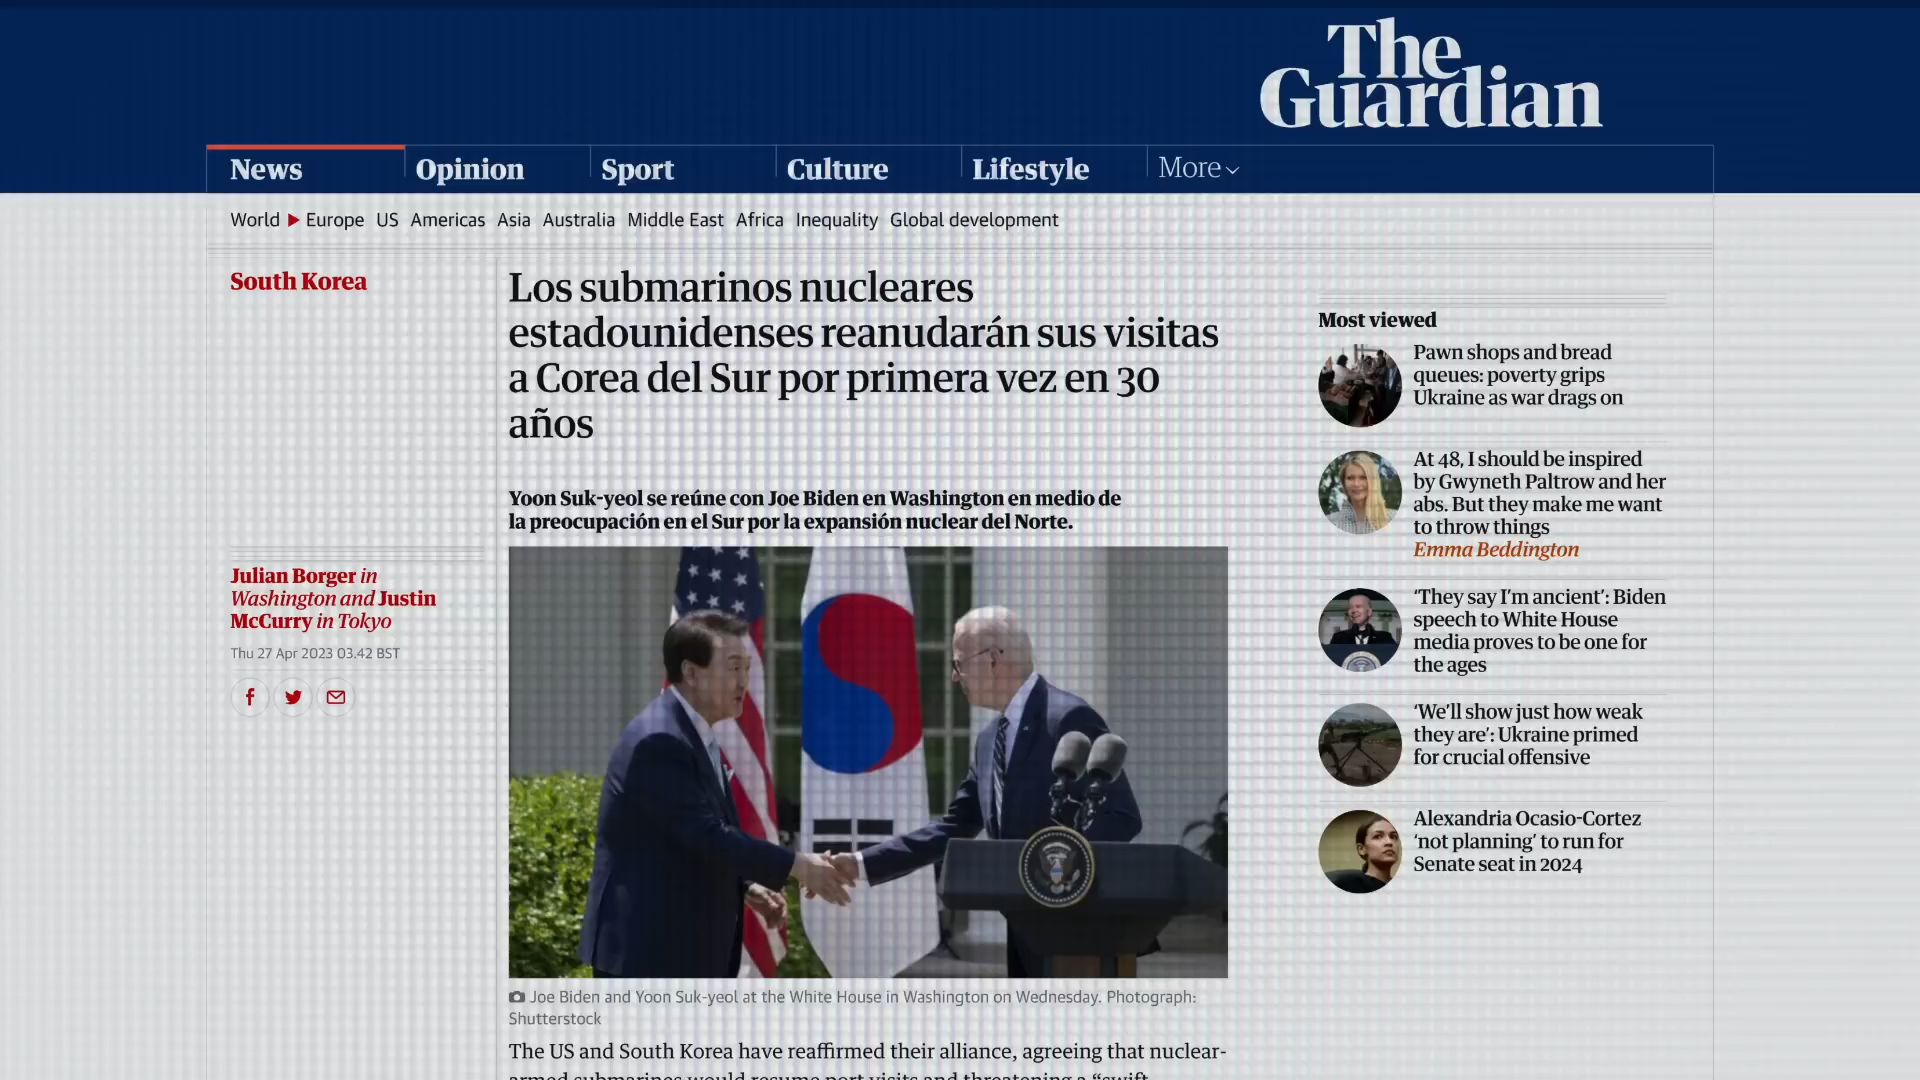 The
Guardian
News
Opinion
Sport
Culture
Lifestyle
More
World
Europe
US
Americas
Asia
Australia
Middle East
Africa
Inequality
Global development
South Korea
Los submarinos nucleares
estadounidenses reanudarán sus visitas
a Corea del Sur por primera vez en 30
años
Yoon Suk-yeol se reúne con Joe Biden en Washington en medio de
la preocupación en el Sur por la expansión nuclear del Norte.
Julian Borger in
Washington and Justin
McCurry in Tokyo
Thu 27 Apr 2023 03.42 BST
Joe Biden and Yoon Suk-yeol at the White House in Washington on Wednesday. Photograph:
Shutterstock
The US and South Korea have reaffirmed their alliance, agreeing that nuclear-
armed submarines would resume port visits and threatening a “swift,
Most viewed
Pawn shops and bread
queues: poverty grips
Ukraine as war drags on
At 48, I should be inspired
by Gwyneth Paltrow and her
abs. But they make me want
to throw things
Emma Beddington
‘They say I’m ancient’: Biden
speech to White House
media proves to be one for
the ages
‘We’ll show just how weak
they are’: Ukraine primed
for crucial offensive
Alexandria Ocasio-Cortez
‘not planning’ to run for
Senate seat in 2024